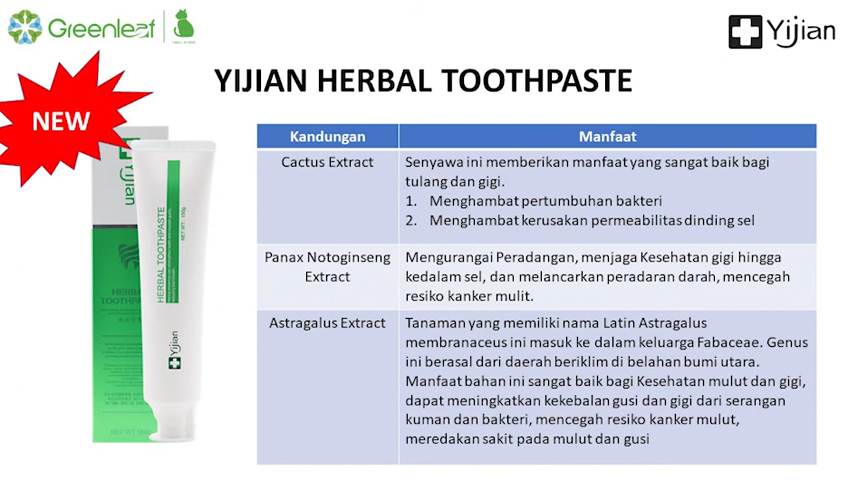 Greenleaf
Yijian
YIJIAN HERBAL TOOTHPASTE
NEW
Kandungan
Manfaat
Cactus Extract
Senyawa ini memberikan manfaat yang sangat baik bagi
tulang dan gigi.
1. Menghambat pertumbuhan bakteri
2. Menghambat kerusakan permeabilitas dinding sel
Panax Notoginseng
Extract
Mengurangai Peradangan, menjaga Kesehatan gigi hingga
kedalam sel, dan melancarkan peradaran darah, mencegah
resiko kanker mulit.
Astragalus Extract
Tanaman yang memiliki nama Latin Astragalus
membranaceus ini masuk ke dalam keluarga Fabaceae. Genus
ini berasal dari daerah beriklim di belahan bumi utara.
Manfaat bahan ini sangat baik bagi Kesehatan mulut dan gigi,
dapat meningkatkan kekebalan gusi dan gigi dari serangan
kuman dan bakteri, mencegah resiko kanker mulut,
meredakan sakit pada mulut dan gusi
Yijian
HERBAL TOOTHPASTE
NET WT: 150g
Yijian